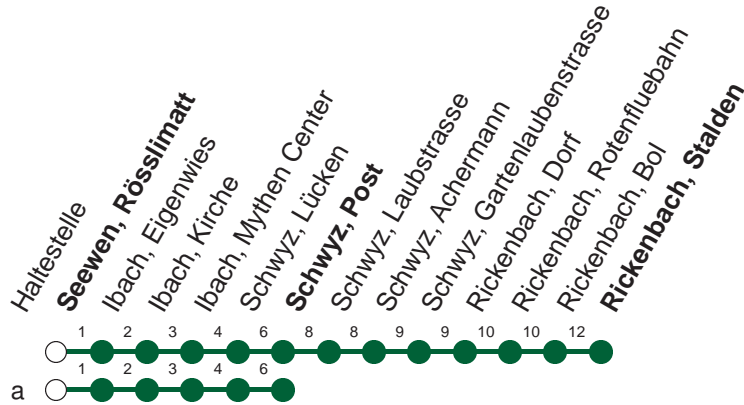 Haltestelle
Seewen, Rösslimatt
Ibach, Eigenwies
Ibach, Kirche
Ibach, Mythen Center
Schwyz, Lücken
Schwyz, Post
Schwyz, Laubstrasse
Schwyz, Achermann
Schwyz, Gartenlaubenstrasse
Rickenbach, Dorf
Rickenbach, Rotenfluebahn
Rickenbach, Bol
Rickenbach, Stalden
1 2 3 4 6 8 8 9 9 10 10 12
a 1 2 3 4 6